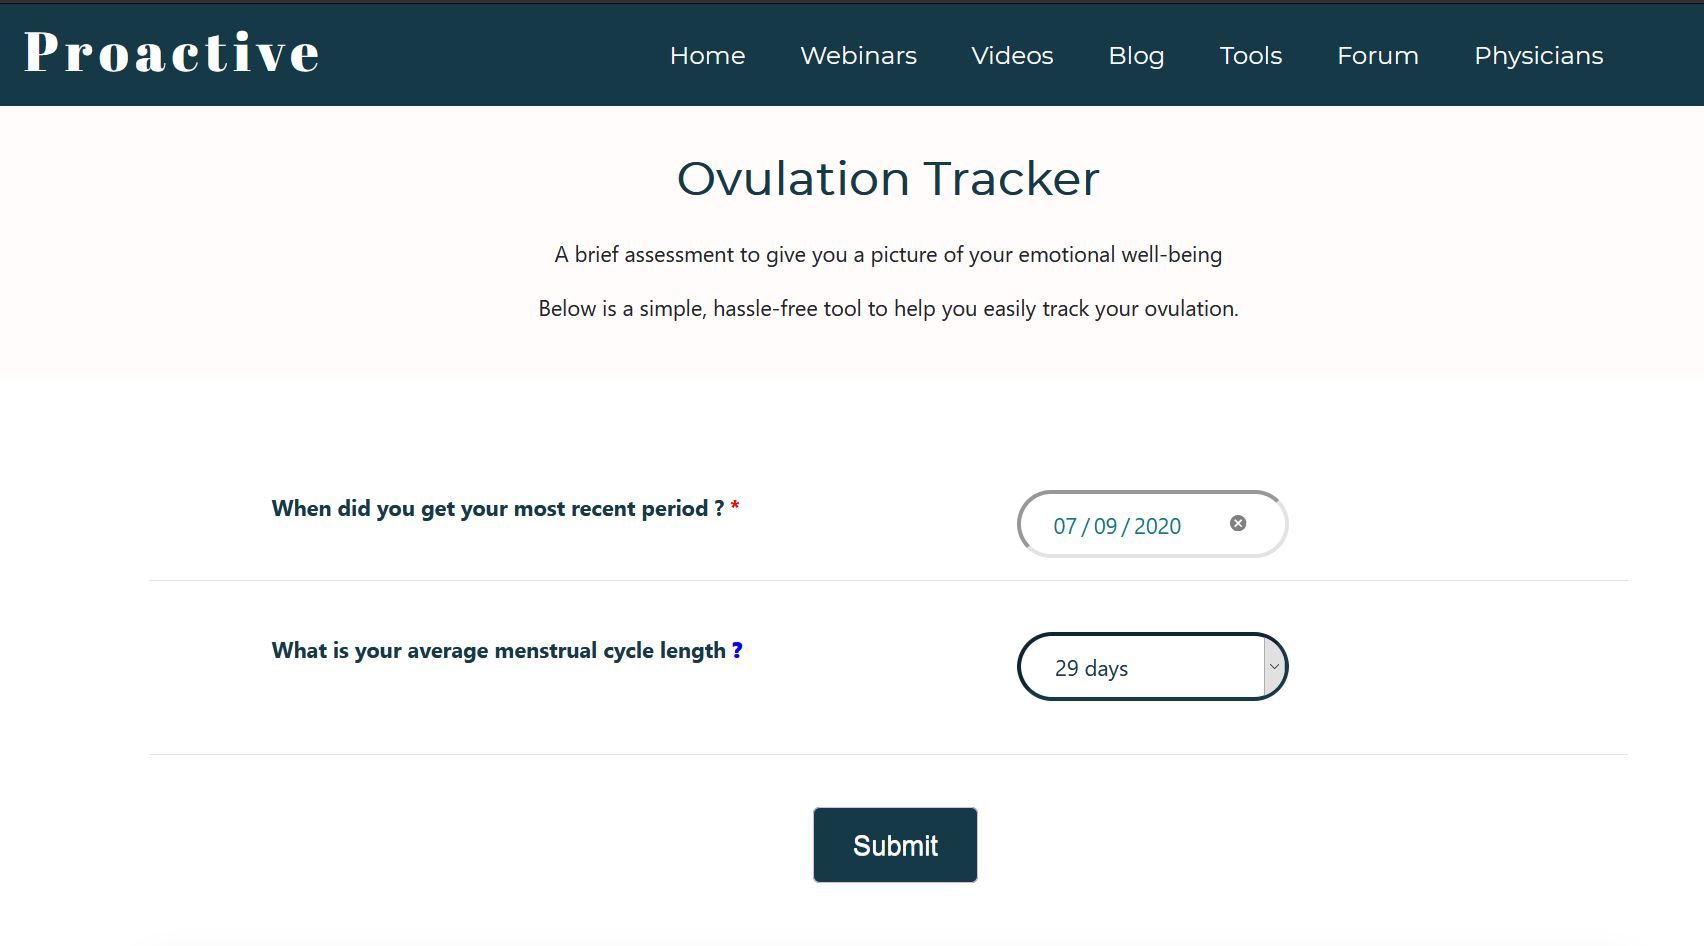 Proactive
Home Webinars Videos Blog Tools Forum Physicians
Ovulation Tracker
A brief assessment to give you a picture of your emotional well-being
Below is a simple, hassle-free tool to help you easily track your ovulation.
When did you get your most recent period ? *
07 / 09 / 2020
What is your average menstrual cycle length ?
29 days
Submit